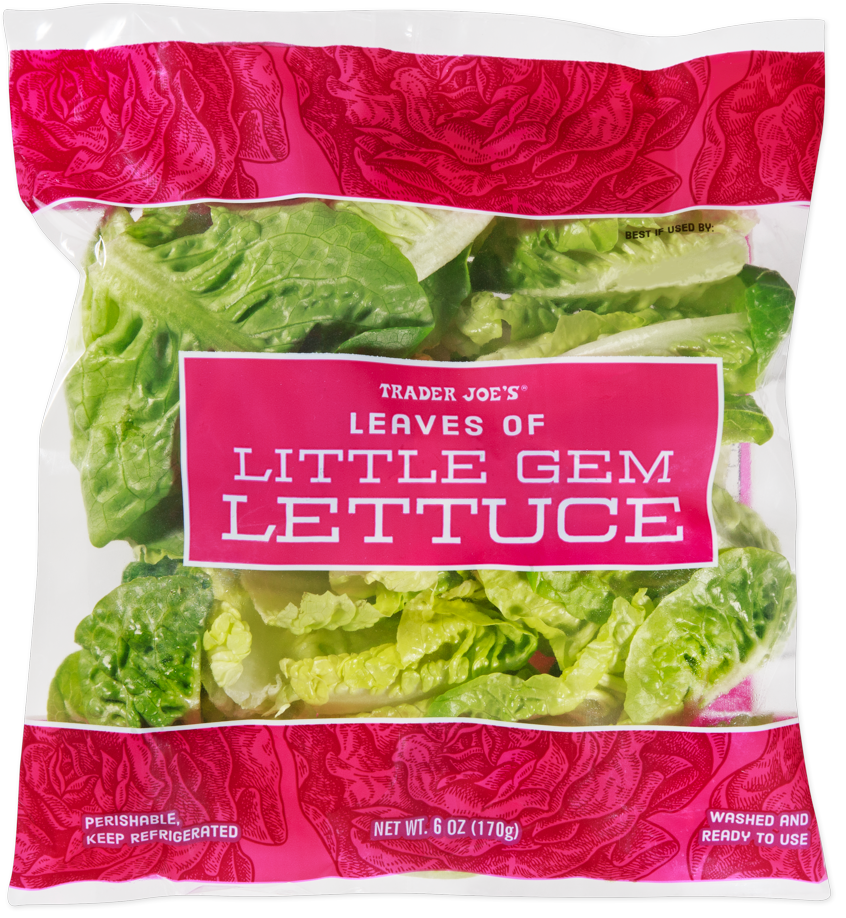 BEST IF USED BY:
TRADER JOE'S®
LEAVES OF
LITTLE GEM
LETTUCE
PERISHABLE,
KEEP REFRIGERATED
NET WT. 6 OZ (170g)
WASHED AND
READY TO USE